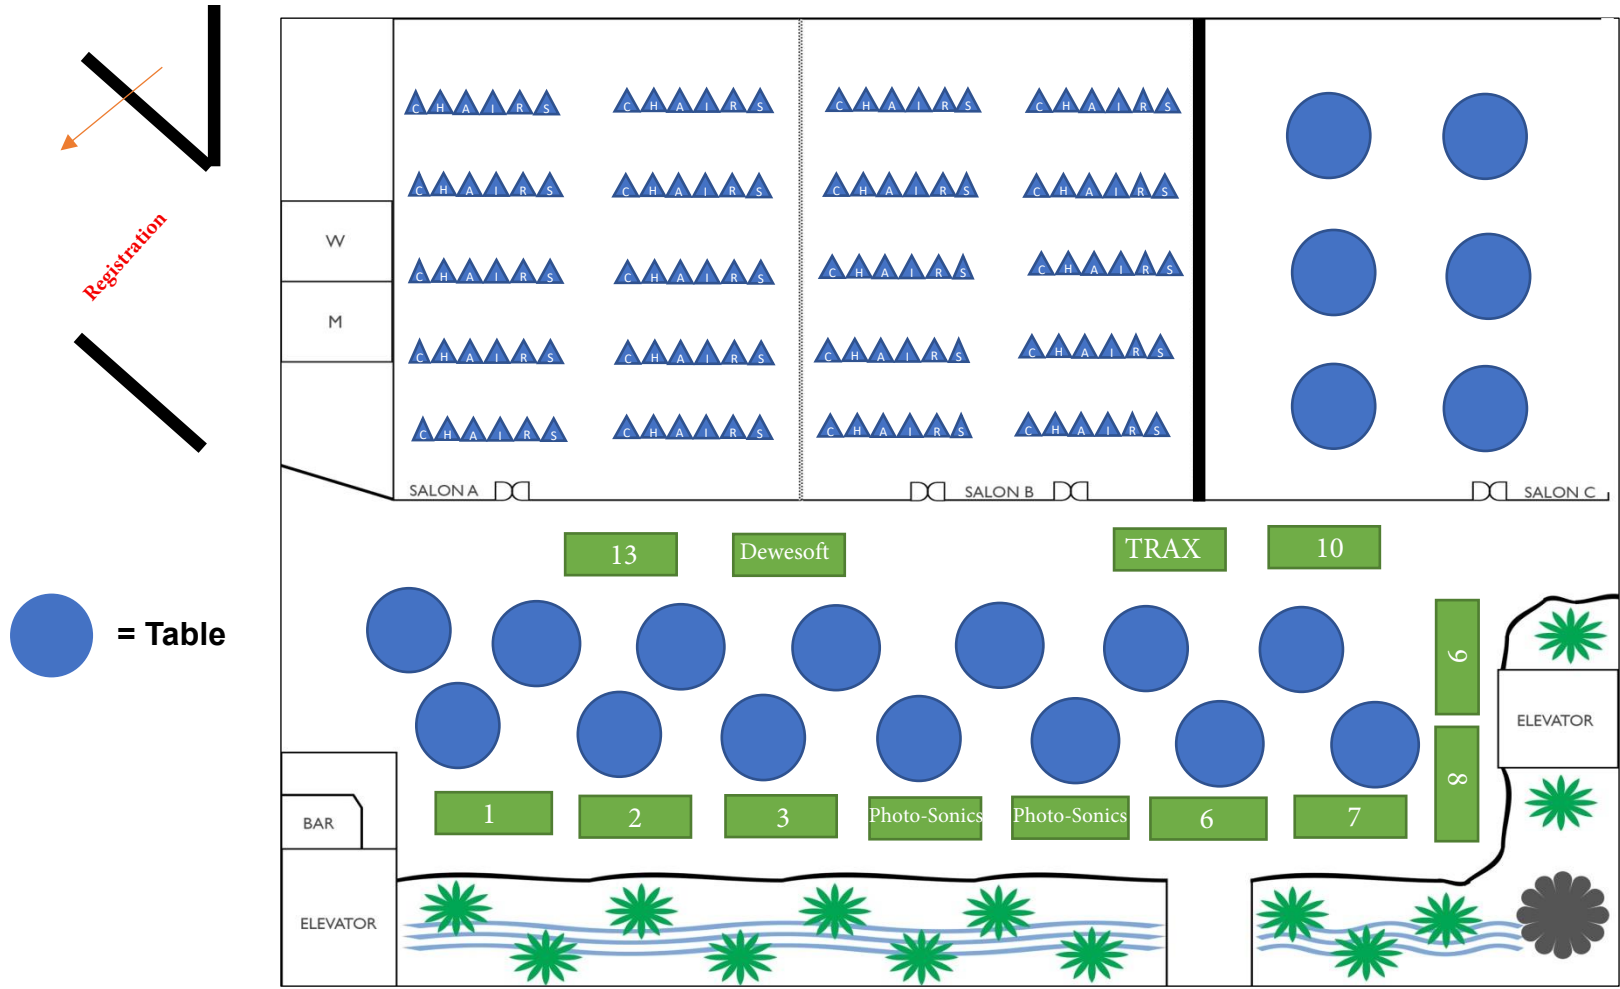 CHAIRS CHAIRS CHAIRS CHAIRS
CHAIRS CHAIRS CHAIRS CHAIRS
Registration
W
CHAIRS CHAIRS CHAIRS CHAIRS
M
CHAIRS CHAIRS CHAIRS CHAIRS
CHAIRS CHAIRS CHAIRS CHAIRS
SALON A SALON B SALON C
13 Dewesoft TRAX 10
= Table
9
ELEVATOR
8
1 2 3 Photo-Sonics Photo-Sonics 6 7
BAR
ELEVATOR